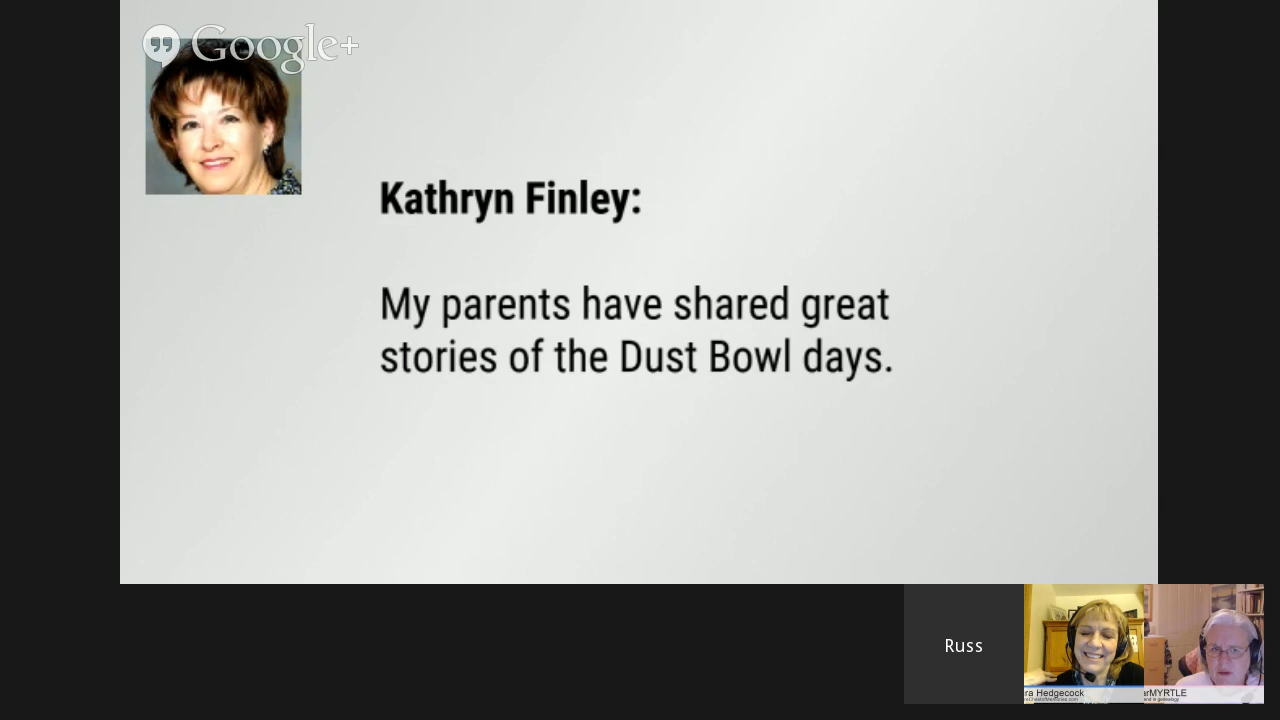 Google+
Kathryn Finley:
My parents have shared great
stories of the Dust Bowl days.
Russ
ra Hedgecock
arMYRTLE